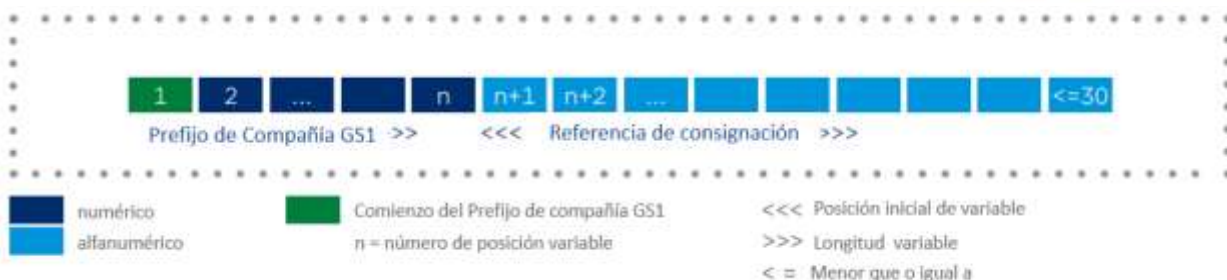 1 2 ... n n+1 n+2 ... <=30
Prefijo de Compañía GS1 >> <<< Referencia de consignación >>>
numérico Comienzo del Prefijo de compañía GS1 <<< Posición inicial de variable
alfanumérico n = número de posición variable >>> Longitud variable
< = Menor que o igual a